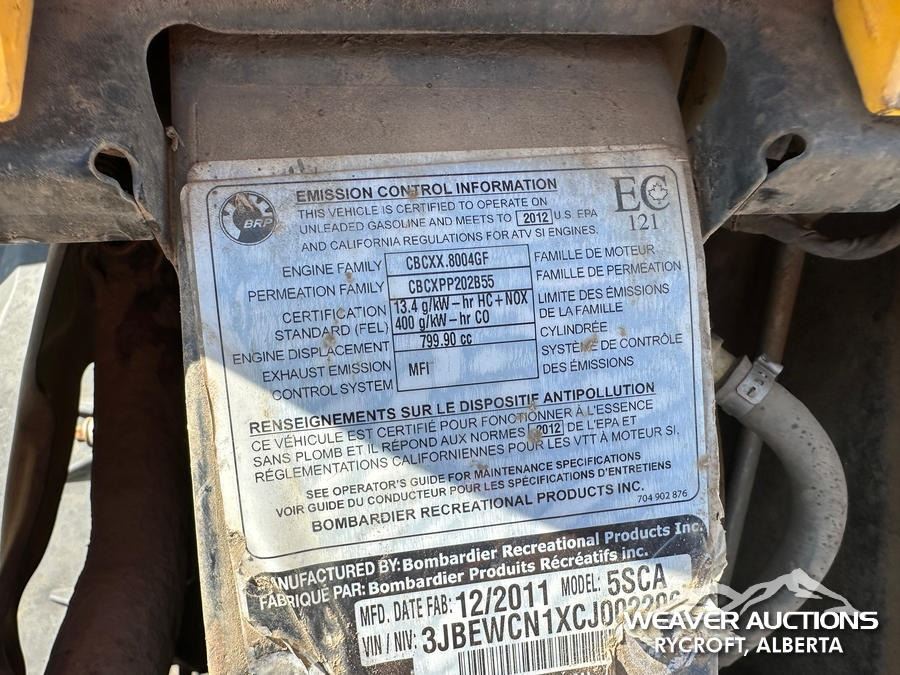 BRP
EMISSION CONTROL INFORMATION
THIS VEHICLE IS CERTIFIED TO OPERATE ON
UNLEADED GASOLINE AND MEETS TO 2012 U.S. EPA
AND CALIFORNIA REGULATIONS FOR ATV SI ENGINES.
EC
121
ENGINE FAMILY CBCXX.8004GF FAMILLE DE MOTEUR
PERMEATION FAMILY CBCXPP202B55 FAMILLE DE PERMEATION
CERTIFICATION 13.4 g/kW-hr HC+NOX LIMITE DES ÉMISSIONS
STANDARD (FEL) 400 g/kW-hr CO DE LA FAMILLE
ENGINE DISPLACEMENT 799.90 cc CYLINDRÉE
EXHAUST EMISSION MFI SYSTÈME DE CONTRÔLE
CONTROL SYSTEM DES ÉMISSIONS
RENSEIGNEMENTS SUR LE DISPOSITIF ANTIPOLLUTION
CE VÉHICULE EST CERTIFIÉ POUR FONCTIONNER À L'ESSENCE
SANS PLOMB ET IL RÉPOND AUX NORMES 2012 DE L'EPA ET
RÉGLEMENTATIONS CALIFORNIENNES POUR LES VTT À MOTEUR SI.
SEE OPERATOR'S GUIDE FOR MAINTENANCE SPECIFICATIONS
VOIR GUIDE DU CONDUCTEUR POUR LES SPÉCIFICATIONS D'ENTRETIENS
BOMBARDIER RECREATIONAL PRODUCTS INC. 704 902 876
MANUFACTURED BY: Bombardier Recreational Products Inc.
FABRIQUÉ PAR: Bombardier Produits Récréatifs inc.
MFD. DATE FAB: 12/2011 MODEL: 5SCA
VIN / NIV:
WEAVER AUCTIONS
RYCROFT, ALBERTA